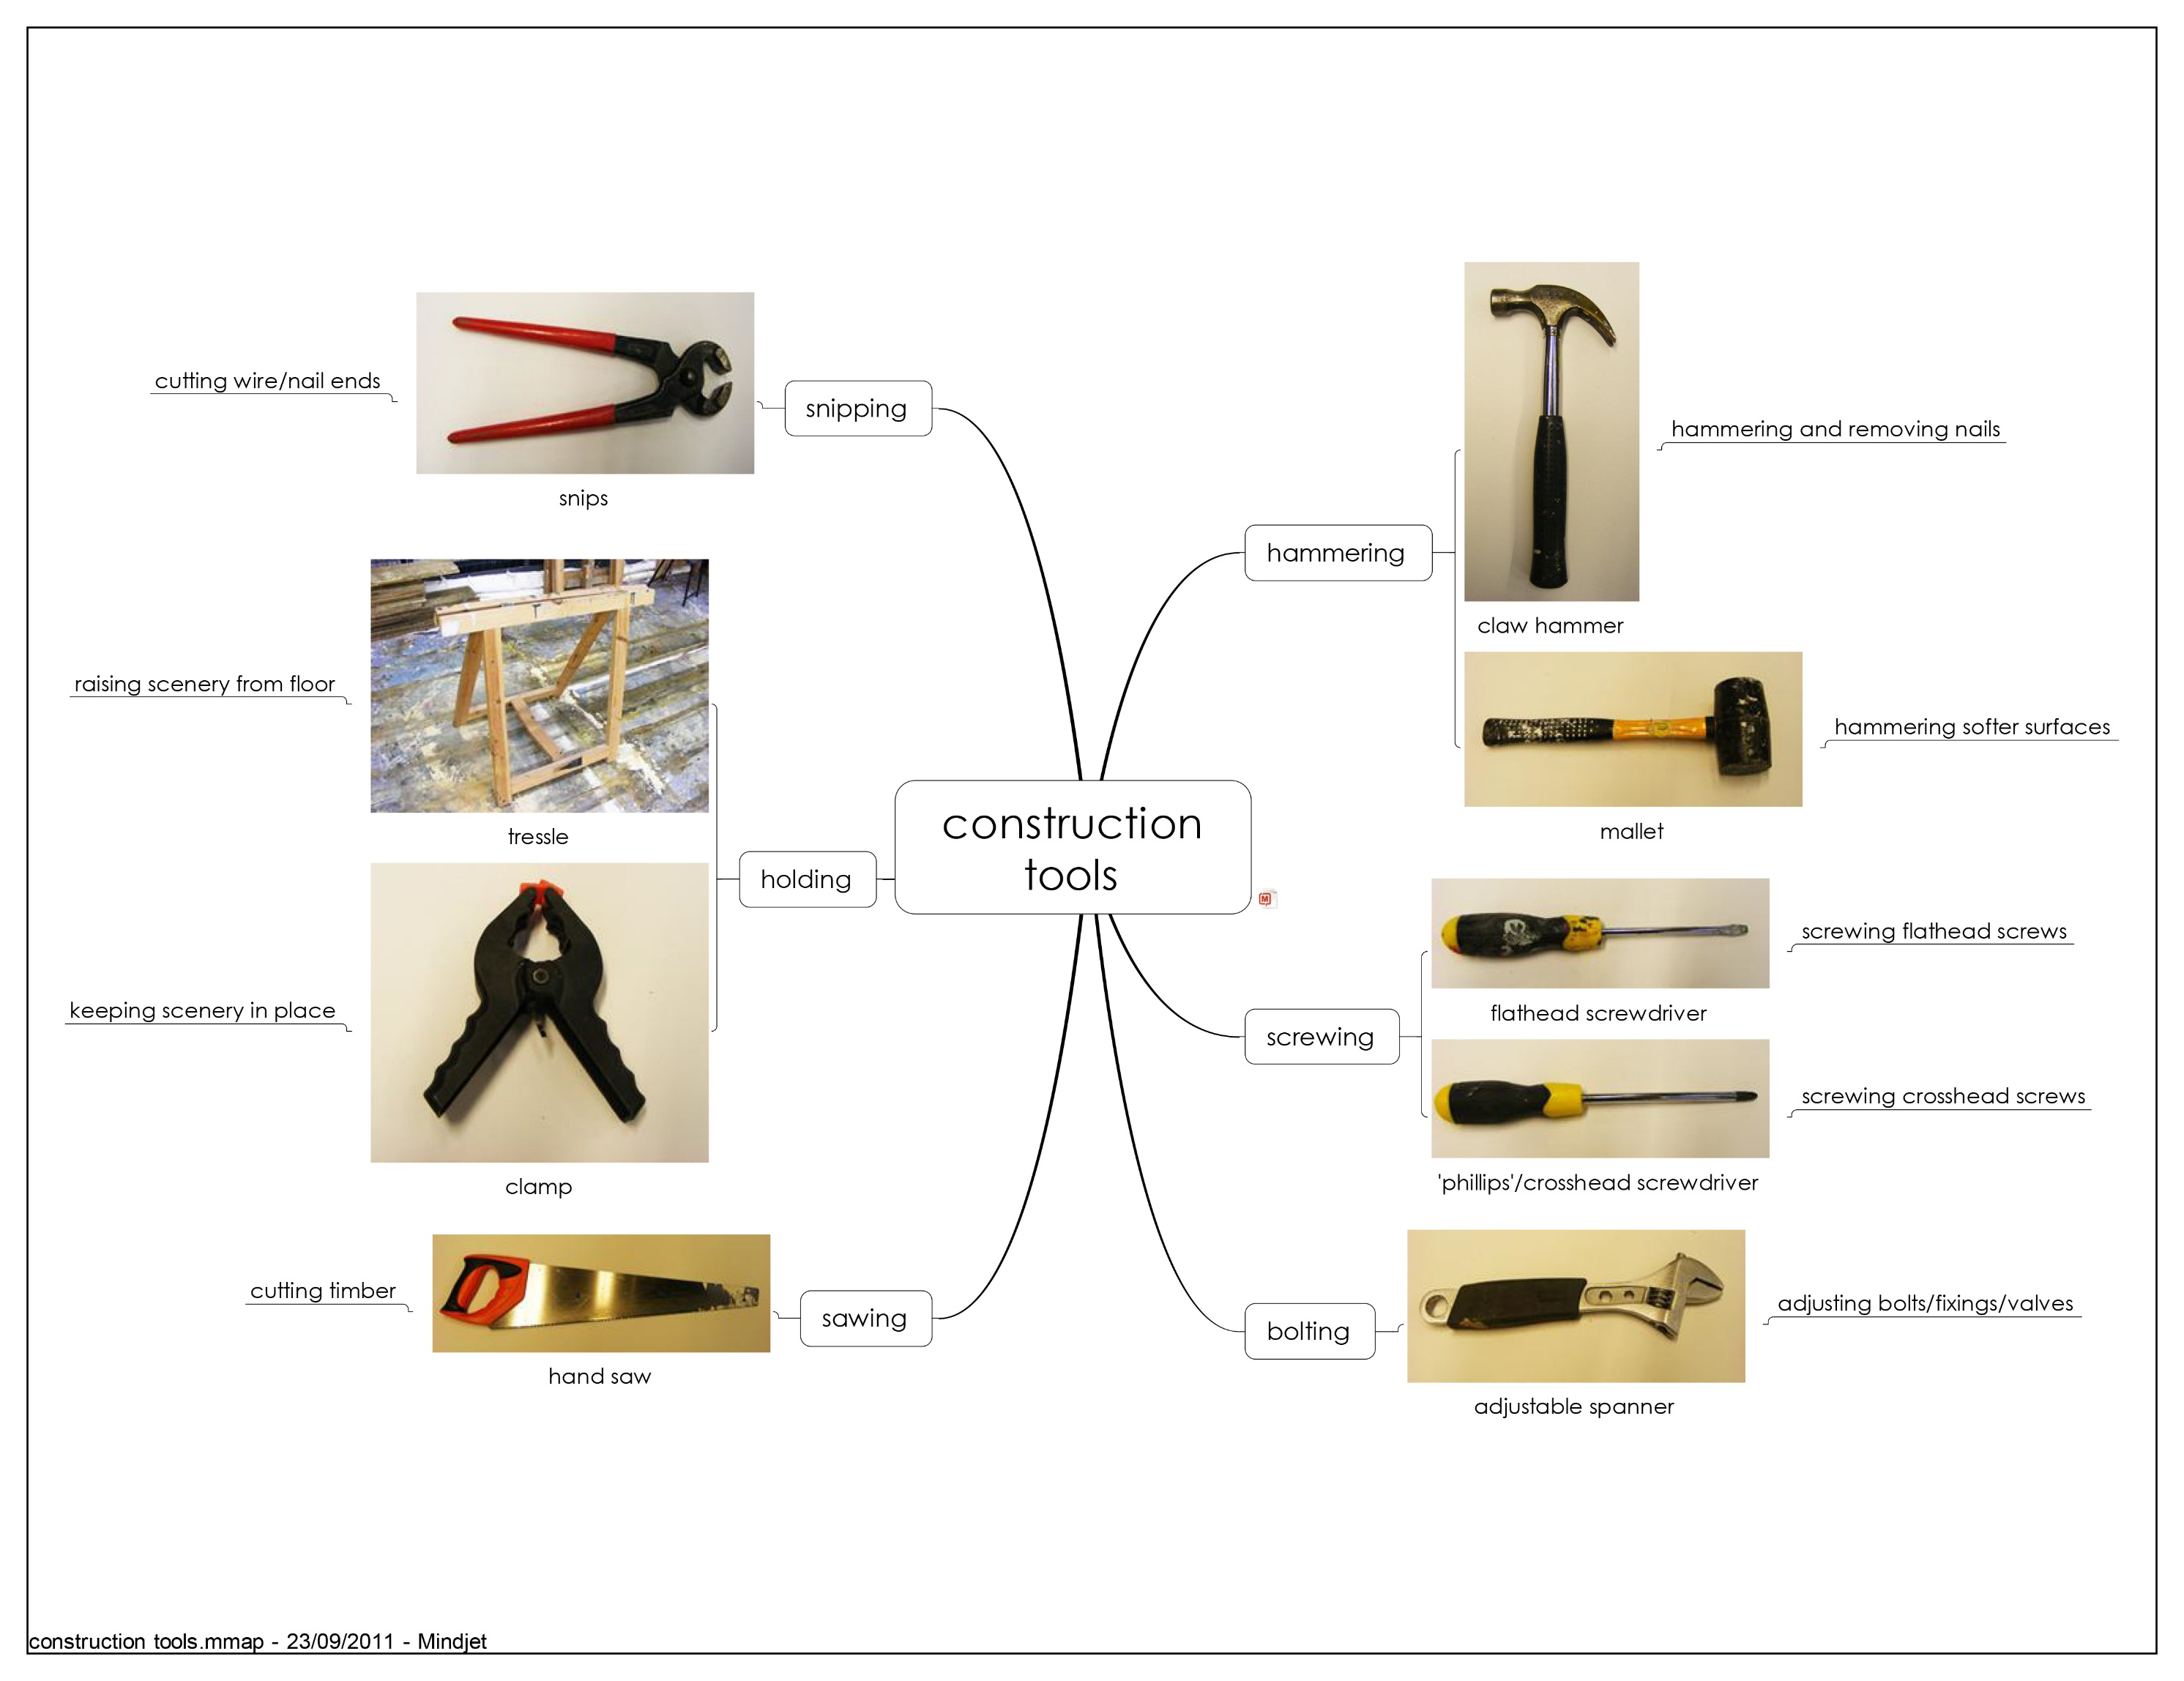 construction
tools
hammering
claw hammer
hammering and removing nails
mallet
hammering softer surfaces
screwing
flathead screwdriver
screwing flathead screws
'phillips'/crosshead screwdriver
screwing crosshead screws
bolting
adjustable spanner
adjusting bolts/fixings/valves
snipping
snips
cutting wire/nail ends
holding
tressle
raising scenery from floor
clamp
keeping scenery in place
sawing
hand saw
cutting timber
construction tools.mmap - 23/09/2011 - Mindjet